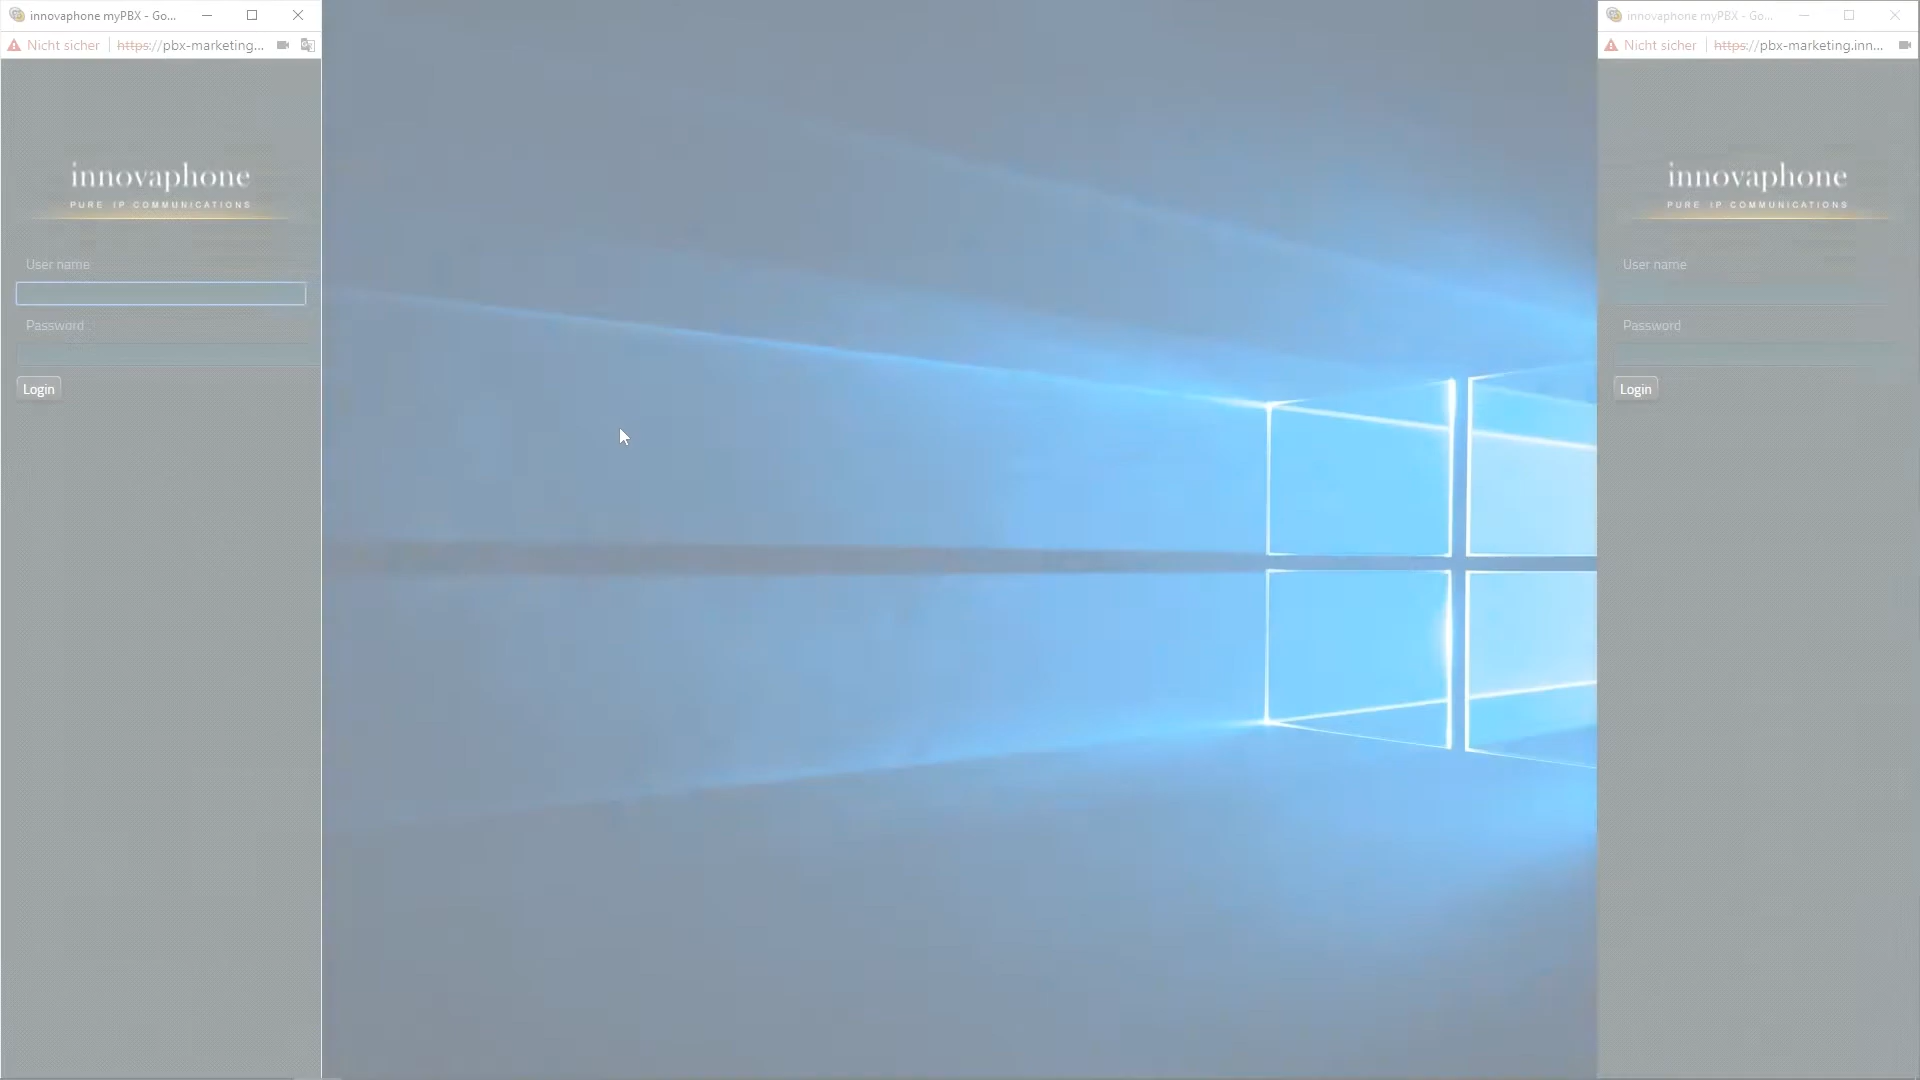 innovaphone myPBX - Go...
Nicht sicher
https://pbx-marketing...
innovaphone
PURE IP COMMUNICATIONS
User name
Password
Login
innovaphone myPBX - Go...
Nicht sicher
https://pbx-marketing.inn...
innovaphone
PURE IP COMMUNICATIONS
User name
Password
Login